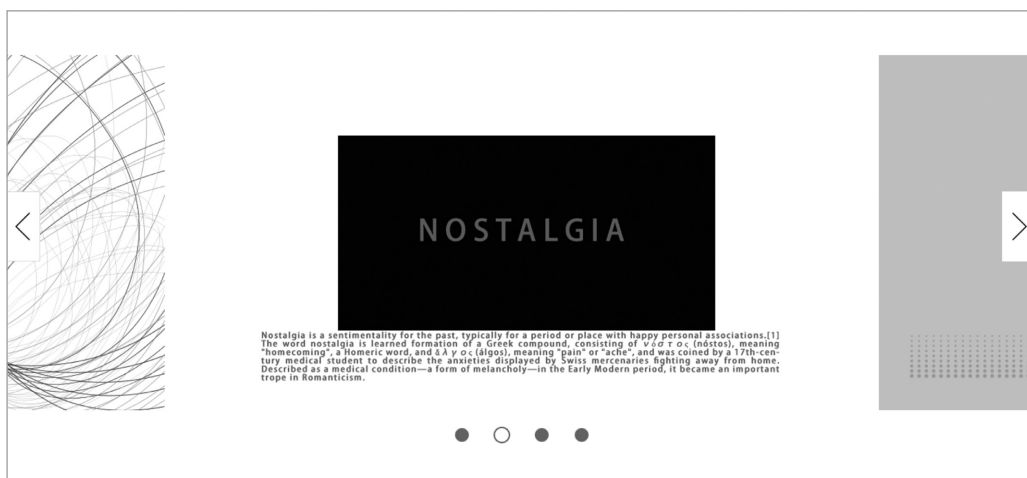 NOSTALGIA
Nostalgia is a sentimentality for the past, typically for a period or place with happy personal associations.[1]
The word nostalgia is learned formation of a Greek compound, consisting of νόστος (nóstos), meaning
"homecoming", a Homeric word, and ἄλγος (álgos), meaning "pain" or "ache", and was coined by a 17th-cen-
tury medical student to describe the anxieties displayed by Swiss mercenaries fighting away from home.
Described as a medical condition—a form of melancholy—in the Early Modern period, it became an important
trope in Romanticism.